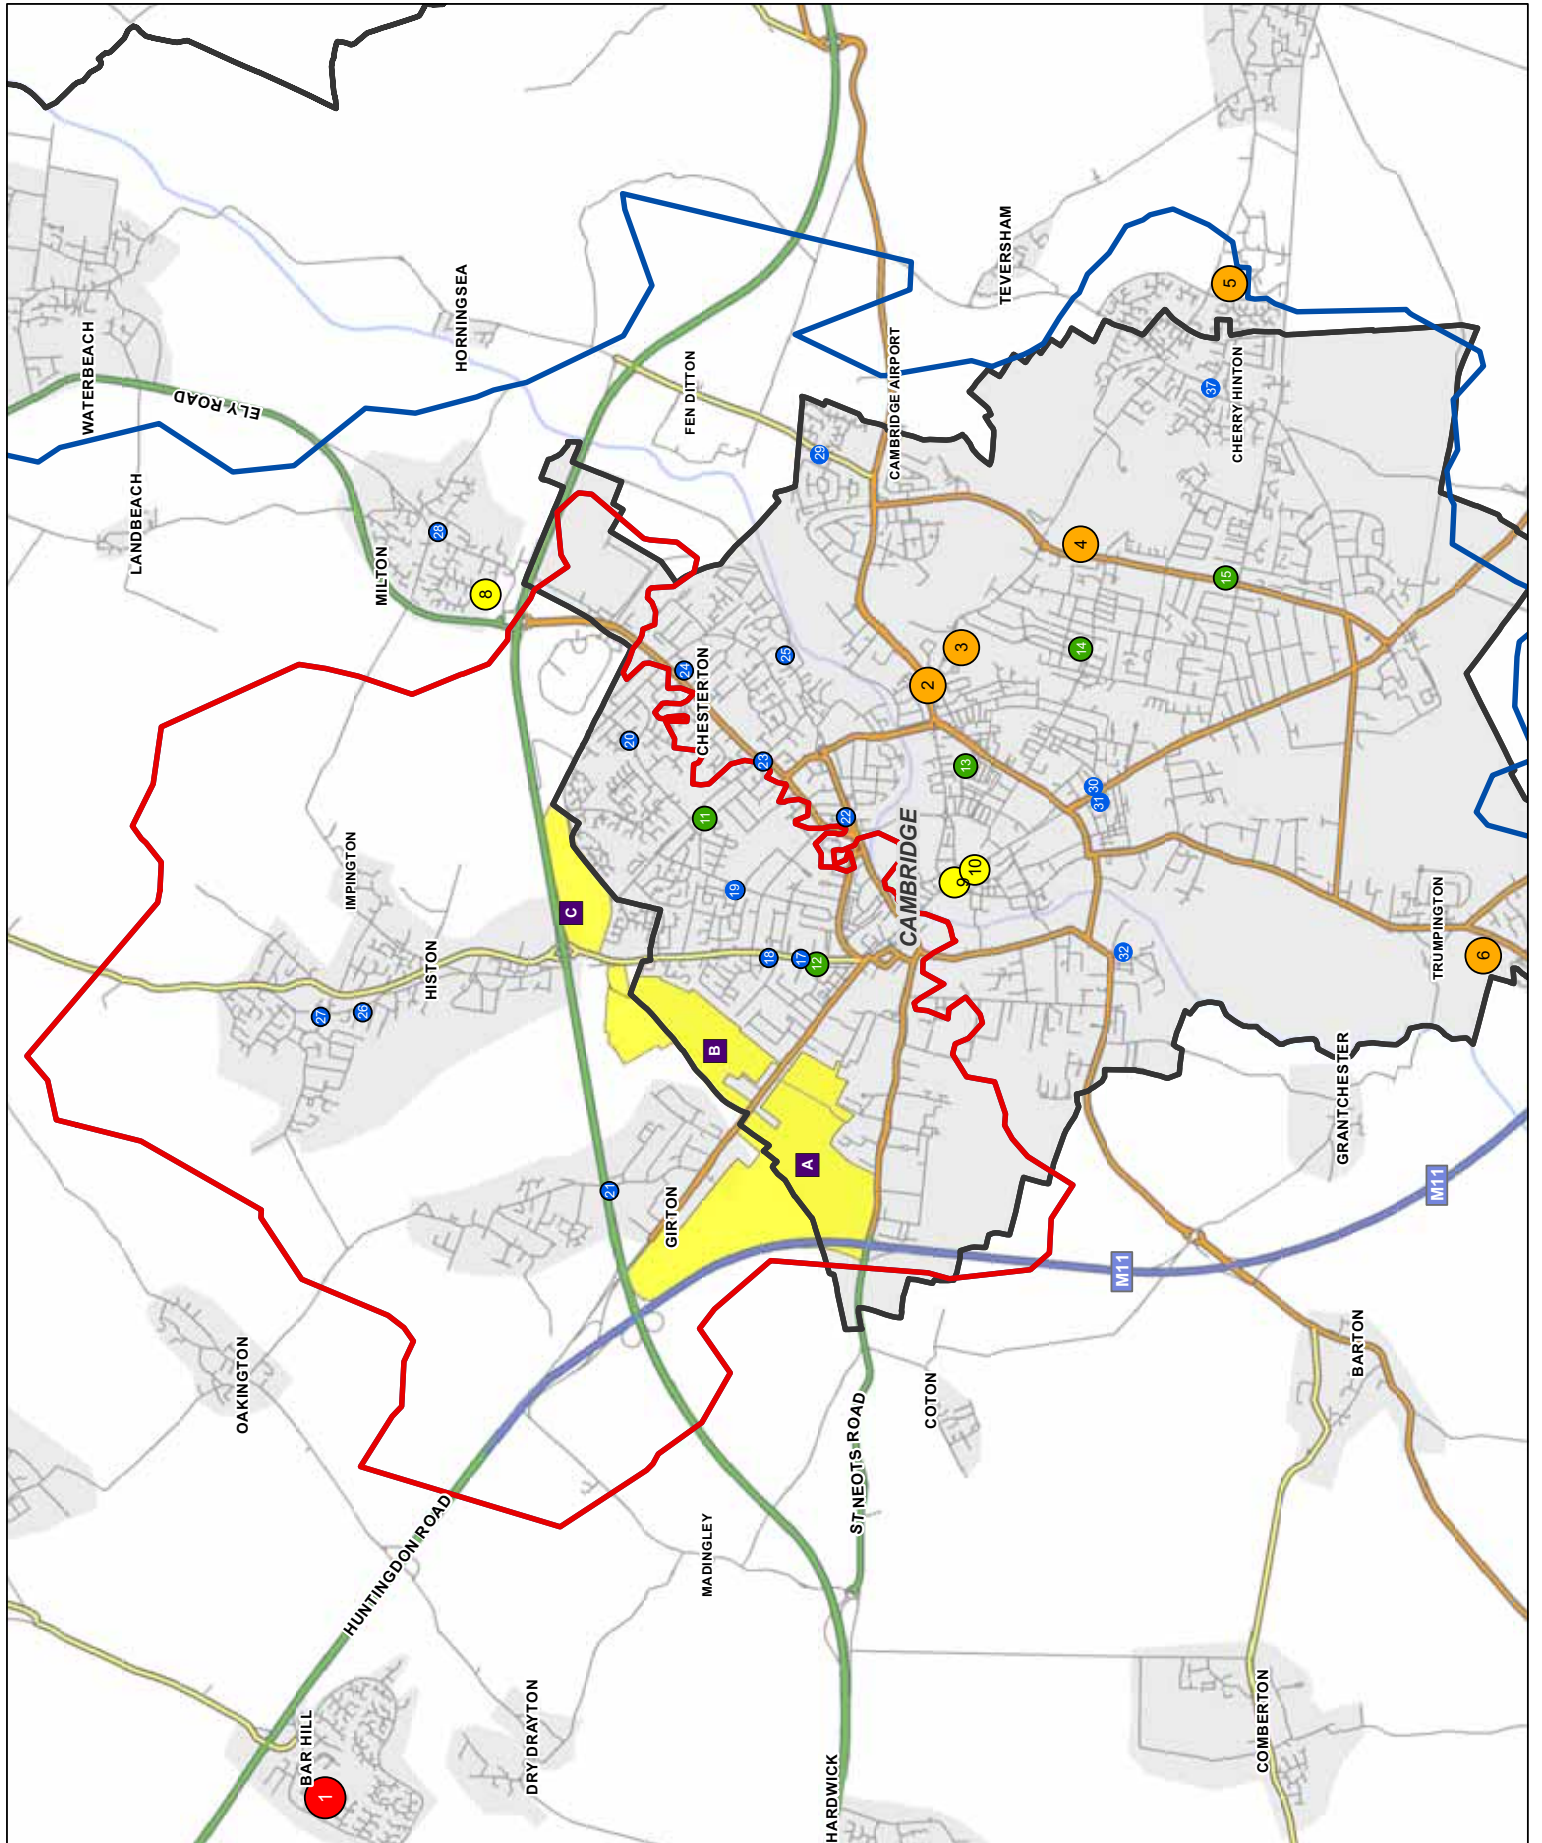 WATERBEACH
LANDBEACH
ELY ROAD
OAKINGTON
BAR HILL
1
27
IMPINGTON
26
MILTON
HUNTINGDON ROAD
HISTON
28
HORNINGSEA
8
DRY DRAYTON
C
21
20
GIRTON
24
FEN DITTON
CHESTERTON
11
MADINGLEY
B
19
23
18
25
17
A
12
29
HARDWICK
22
ST NEOTS ROAD
CAMBRIDGE AIRPORT
CAMBRIDGE
2
COTON
9
3
13
10
TEVERSHAM
14
4
30
31
M11
32
37
15
5
CHERRY HINTON
COMBERTON
GRANTCHESTER
BARTON
M11
TRUMPINGTON
6